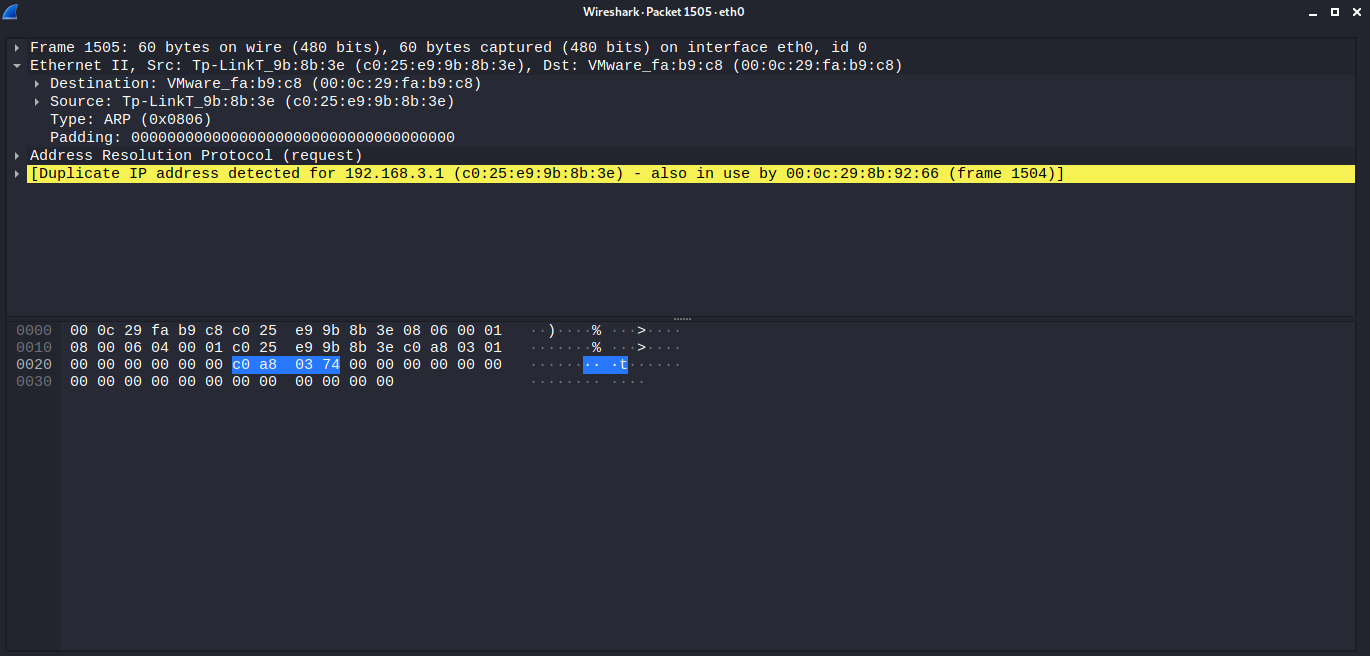 Wireshark · Packet 1505 · eth0
Frame 1505: 60 bytes on wire (480 bits), 60 bytes captured (480 bits) on interface eth0, id 0
Ethernet II, Src: Tp-LinkT_9b:8b:3e (c0:25:e9:9b:8b:3e), Dst: VMware_fa:b9:c8 (00:0c:29:fa:b9:c8)
Destination: VMware_fa:b9:c8 (00:0c:29:fa:b9:c8)
Source: Tp-LinkT_9b:8b:3e (c0:25:e9:9b:8b:3e)
Type: ARP (0x0806)
Padding: 000000000000000000000000000000000000
Address Resolution Protocol (request)
[Duplicate IP address detected for 192.168.3.1 (c0:25:e9:9b:8b:3e) - also in use by 00:0c:29:8b:92:66 (frame 1504)]
0000 00 0c 29 fa b9 c8 c0 25 e9 9b 8b 3e 08 06 00 01 ··)····% ···>····
0010 08 00 06 04 00 01 c0 25 e9 9b 8b 3e c0 a8 03 01 ·······% ···>····
0020 00 00 00 00 00 00 c0 a8 03 74 00 00 00 00 00 00 ········ ·t······
0030 00 00 00 00 00 00 00 00 00 00 00 00 ········ ····